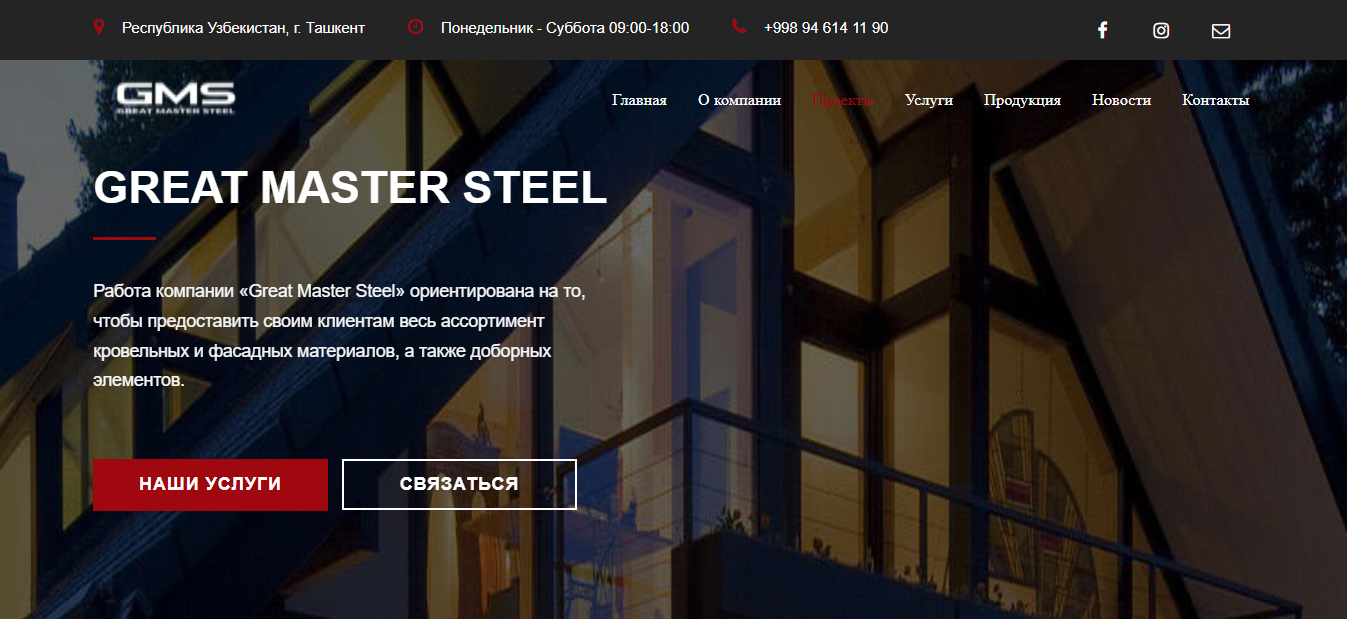 Республика Узбекистан, г. Ташкент
Понедельник - Суббота 09:00-18:00
+998 94 614 11 90
GMS
GREAT MASTER STEEL
Главная
О компании
Проекты
Услуги
Продукция
Новости
Контакты
GREAT MASTER STEEL
Работа компании «Great Master Steel» ориентирована на то,
чтобы предоставить своим клиентам весь ассортимент
кровельных и фасадных материалов, а также доборных
элементов.
НАШИ УСЛУГИ
СВЯЗАТЬСЯ